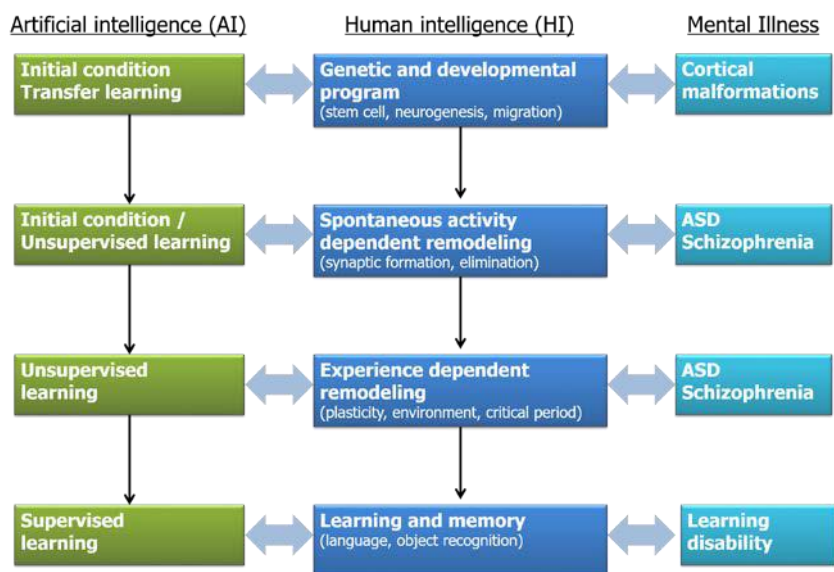 Artificial intelligence (AI)
Human intelligence (HI)
Mental Illness
Initial condition
Transfer learning
Genetic and developmental
program
(stem cell, neurogenesis, migration)
Cortical
malformations
Initial condition /
Unsupervised learning
Spontaneous activity
dependent remodeling
(synaptic formation, elimination)
ASD
Schizophrenia
Unsupervised
learning
Experience dependent
remodeling
(plasticity, environment, critical period)
ASD
Schizophrenia
Supervised
learning
Learning and memory
(language, object recognition)
Learning
disability